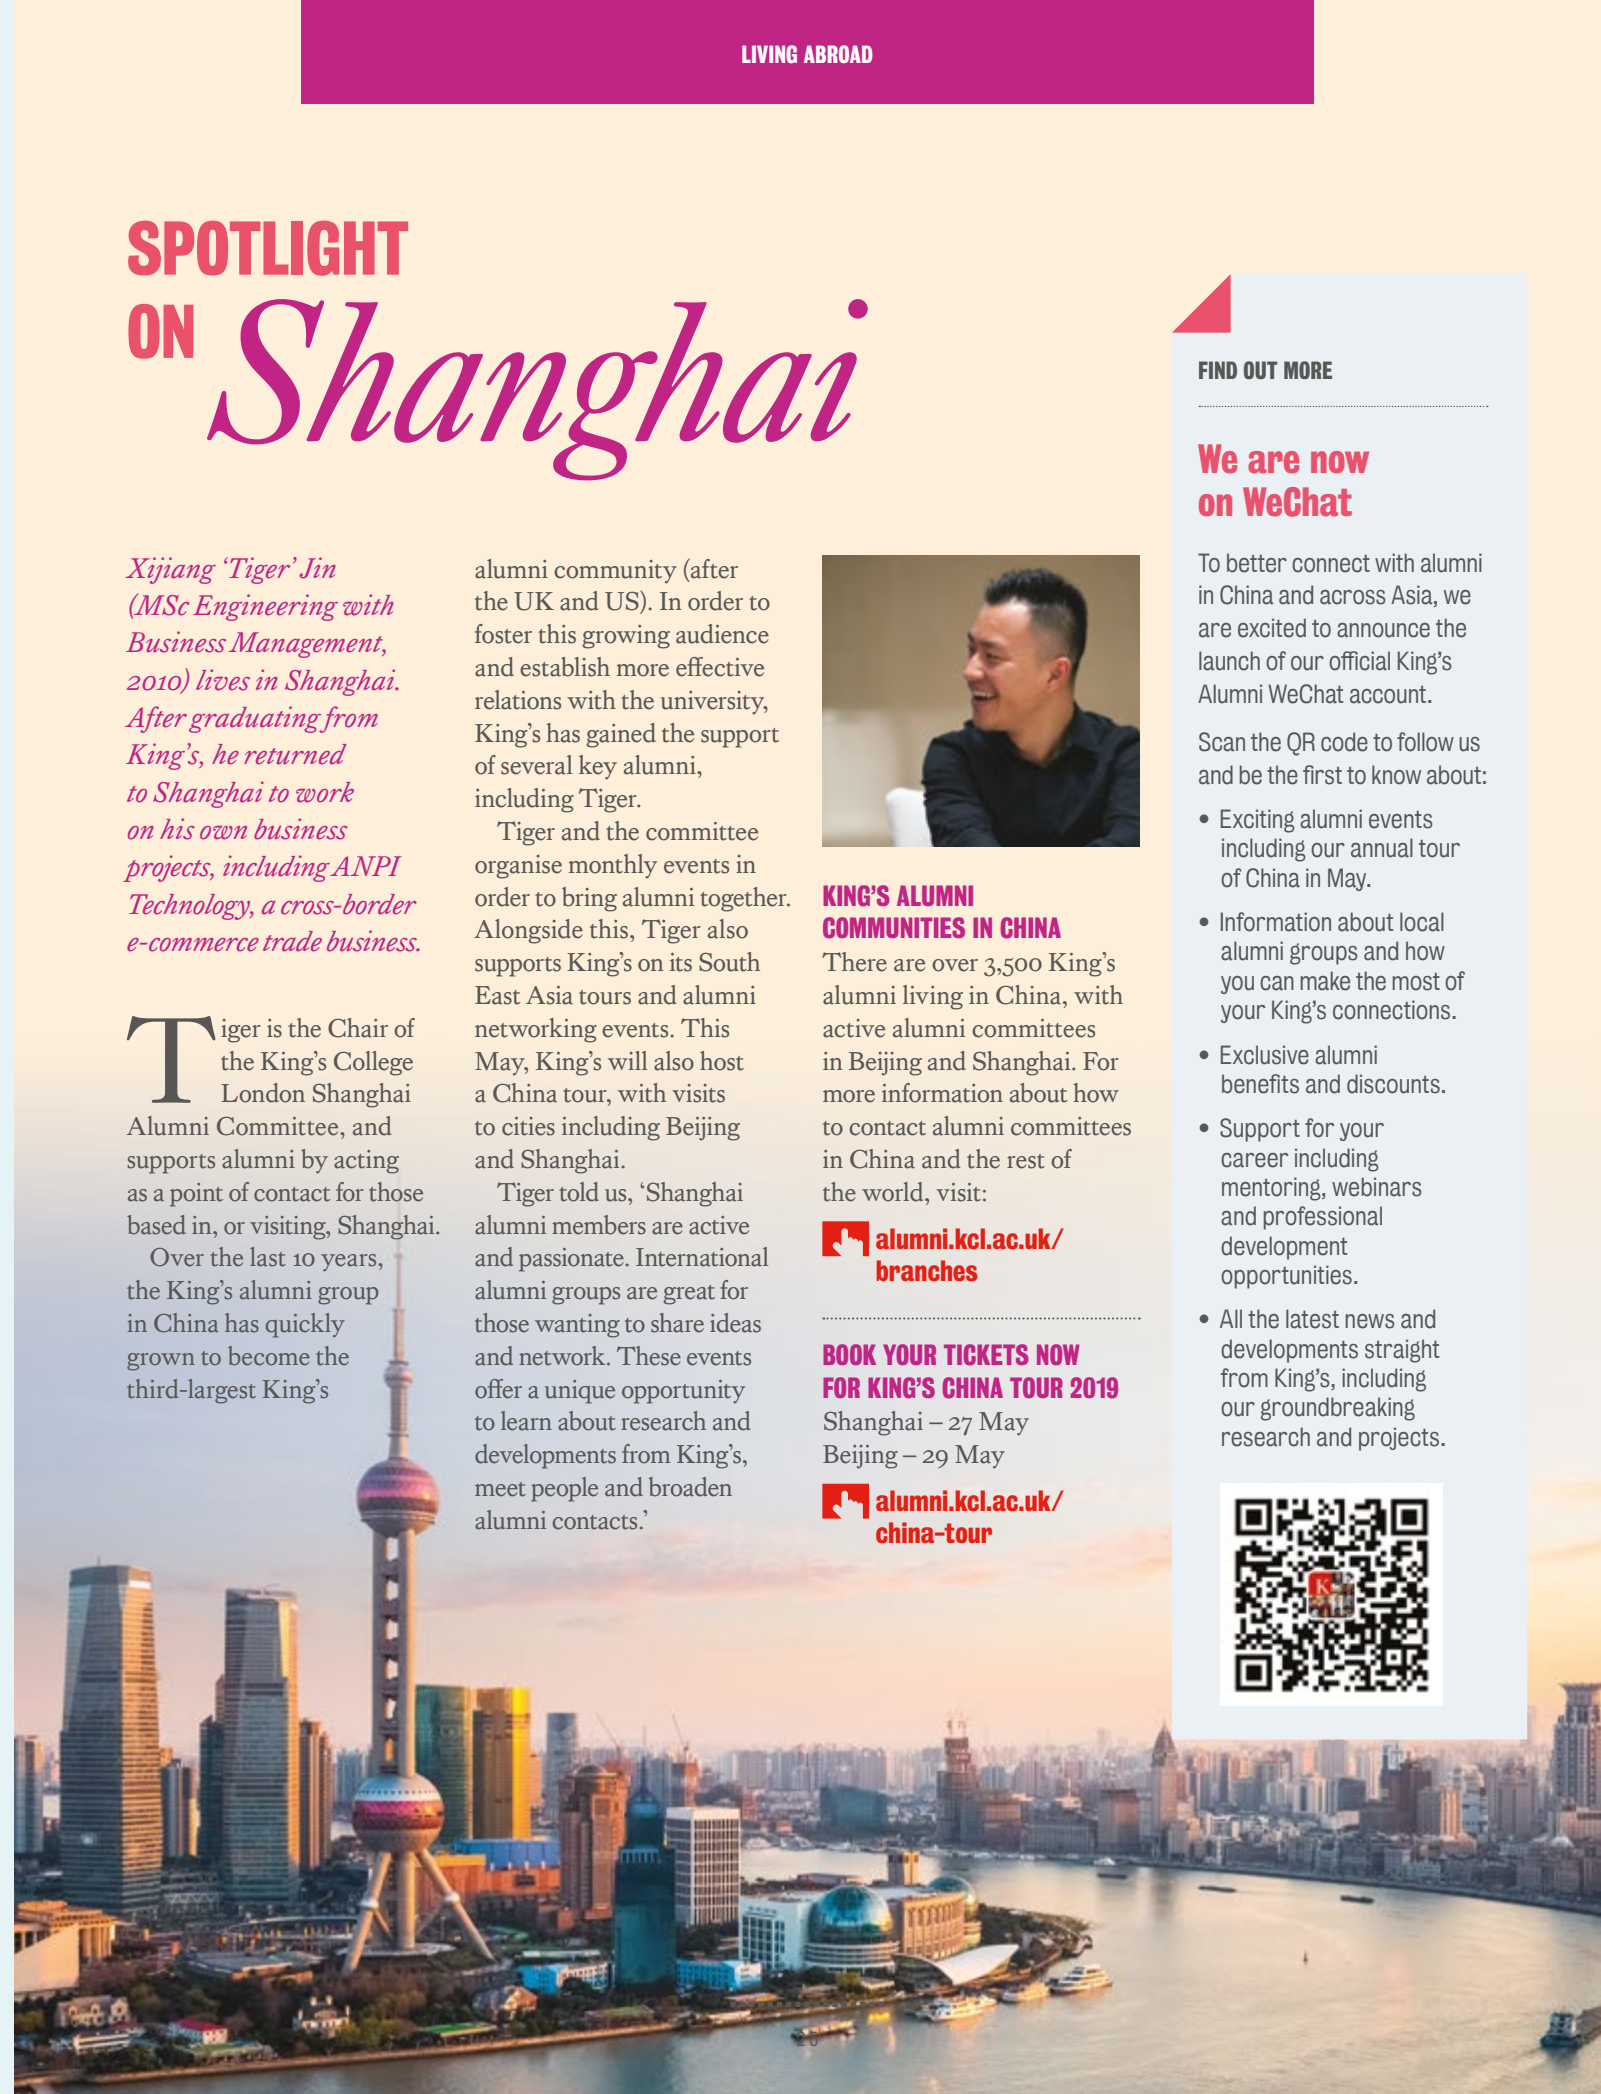 LIVING ABROAD
SPOTLIGHT
ON Shanghai
Xijiang ‘Tiger’ Jin
(MSc Engineering with
Business Management,
2010) lives in Shanghai.
After graduating from
King’s, he returned
to Shanghai to work
on his own business
projects, including ANPI
Technology, a cross-border
e-commerce trade business.
Tiger is the Chair of
the King’s College
London Shanghai
Alumni Committee, and
supports alumni by acting
as a point of contact for those
based in, or visiting, Shanghai.
Over the last 10 years,
the King’s alumni group
in China has quickly
grown to become the
third-largest King’s
alumni community (after
the UK and US). In order to
foster this growing audience
and establish more effective
relations with the university,
King’s has gained the support
of several key alumni,
including Tiger.
Tiger and the committee
organise monthly events in
order to bring alumni together.
Alongside this, Tiger also
supports King’s on its South
East Asia tours and alumni
networking events. This
May, King’s will also host
a China tour, with visits
to cities including Beijing
and Shanghai.
Tiger told us, ‘Shanghai
alumni members are active
and passionate. International
alumni groups are great for
those wanting to share ideas
and network. These events
offer a unique opportunity
to learn about research and
developments from King’s,
meet people and broaden
alumni contacts.’
KING’S ALUMNI
COMMUNITIES IN CHINA
There are over 3,500 King’s
alumni living in China, with
active alumni committees
in Beijing and Shanghai. For
more information about how
to contact alumni committees
in China and the rest of
the world, visit:
alumni.kcl.ac.uk/
branches
BOOK YOUR TICKETS NOW
FOR KING’S CHINA TOUR 2019
Shanghai – 27 May
Beijing – 29 May
alumni.kcl.ac.uk/
china-tour
FIND OUT MORE
We are now
on WeChat
To better connect with alumni
in China and across Asia, we
are excited to announce the
launch of our official King’s
Alumni WeChat account.
Scan the QR code to follow us
and be the first to know about:
• Exciting alumni events
including our annual tour
of China in May.
• Information about local
alumni groups and how
you can make the most of
your King’s connections.
• Exclusive alumni
benefits and discounts.
• Support for your
career including
mentoring, webinars
and professional
development
opportunities.
• All the latest news and
developments straight
from King’s, including
our groundbreaking
research and projects.
K